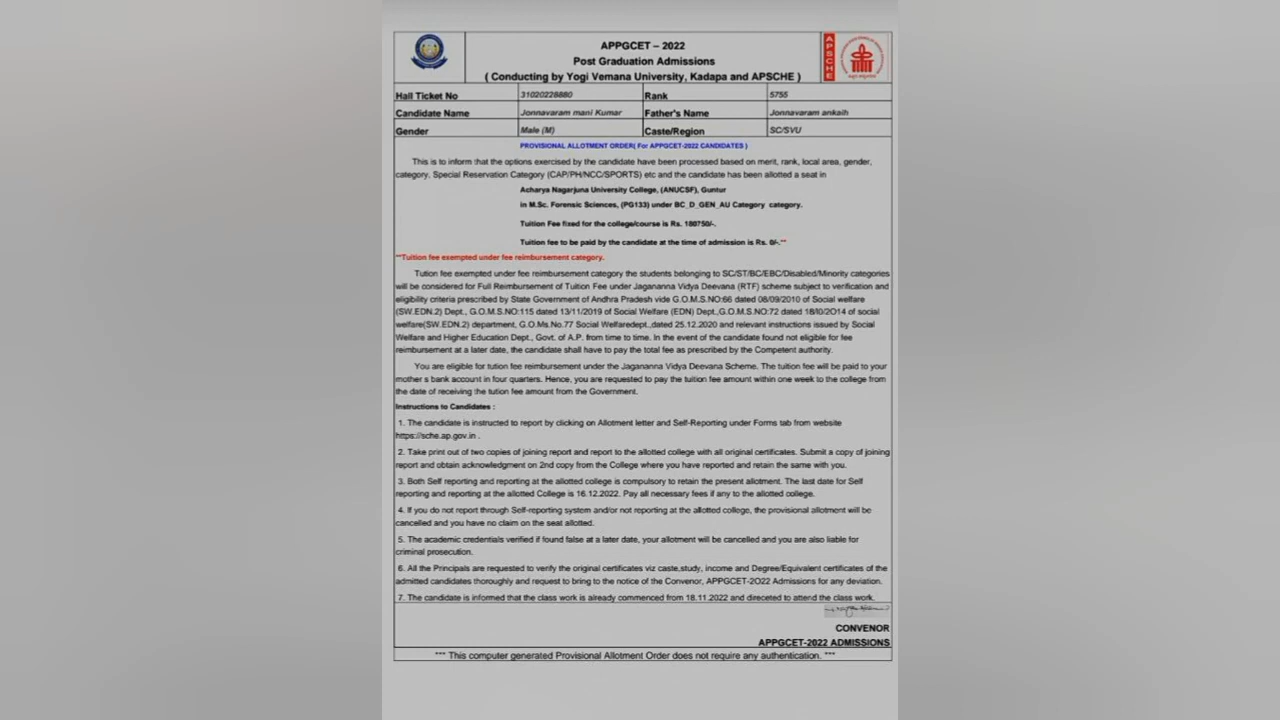 APPGCET – 2022
Post Graduation Admissions
( Conducting by Yogi Vemana University, Kadapa and APSCHE )
APSCHE
Hall Ticket No 31020228880 Rank 5755
Candidate Name Jonnavaram mani Kumar Father's Name Jonnavaram ankaih
Gender Male (M) Caste/Region SC/SVU
PROVISIONAL ALLOTMENT ORDER( For APPGCET-2022 CANDIDATES )
This is to inform that the options exercised by the candidate have been processed based on merit, rank, local area, gender,
category, Special Reservation Category (CAP/PH/NCC/SPORTS) etc and the candidate has been allotted a seat in
Acharya Nagarjuna University College, (ANUCSF), Guntur
in M.Sc. Forensic Sciences, (PG133) under BC_D_GEN_AU Category category.
Tuition Fee fixed for the college/course is Rs. 180750/-.
Tuition fee to be paid by the candidate at the time of admission is Rs. 0/-.**
**Tuition fee exempted under fee reimbursement category.
Tution fee exempted under fee reimbursement category the students belonging to SC/ST/BC/EBC/Disabled/Minority categories
will be considered for Full Reimbursement of Tuition Fee under Jagananna Vidya Deevana (RTF) scheme subject to verification and
eligibility criteria prescribed by State Government of Andhra Pradesh vide G.O.M.S.NO:66 dated 08/09/2010 of Social welfare
(SW.EDN.2) Dept., G.O.M.S.NO:115 dated 13/11/2019 of Social Welfare (EDN) Dept.,G.O.M.S.NO:72 dated 18/I0/2O14 of social
welfare(SW.EDN.2) department, G.O.Ms.No.77 Social Welfaredept.,dated 25.12.2020 and relevant instructions issued by Social
Welfare and Higher Education Dept., Govt. of A.P. from time to time. In the event of the candidate found not eligible for fee
reimbursement at a later date, the candidate shall have to pay the total fee as prescribed by the Competent authority.
You are eligible for tution fee reimbursement under the Jagananna Vidya Deevana Scheme. The tuition fee will be paid to your
mother s bank account in four quarters. Hence, you are requested to pay the tuition fee amount within one week to the college from
the date of receiving the tution fee amount from the Government.
Instructions to Candidates :
1. The candidate is instructed to report by clicking on Allotment letter and Self-Reporting under Forms tab from website
https://sche.ap.gov.in .
2. Take print out of two copies of joining report and report to the allotted college with all original certificates. Submit a copy of joining
report and obtain acknowledgment on 2nd copy from the College where you have reported and retain the same with you.
3. Both Self reporting and reporting at the allotted college is compulsory to retain the present allotment. The last date for Self
reporting and reporting at the allotted College is 16.12.2022. Pay all necessary fees if any to the allotted college.
4. If you do not report through Self-reporting system and/or not reporting at the allotted college, the provisional allotment will be
cancelled and you have no claim on the seat allotted.
5. The academic credentials verified if found false at a later date, your allotment will be cancelled and you are also liable for
criminal prosecution.
6. All the Principals are requested to verify the original certificates viz caste,study, income and Degree/Equivalent certificates of the
admitted candidates thoroughly and request to bring to the notice of the Convenor, APPGCET-2O22 Admissions for any deviation.
7. The candidate is informed that the class work is already commenced from 18.11.2022 and direceted to attend the class work.
CONVENOR
APPGCET-2022 ADMISSIONS
*** This computer generated Provisional Allotment Order does not require any authentication. ***